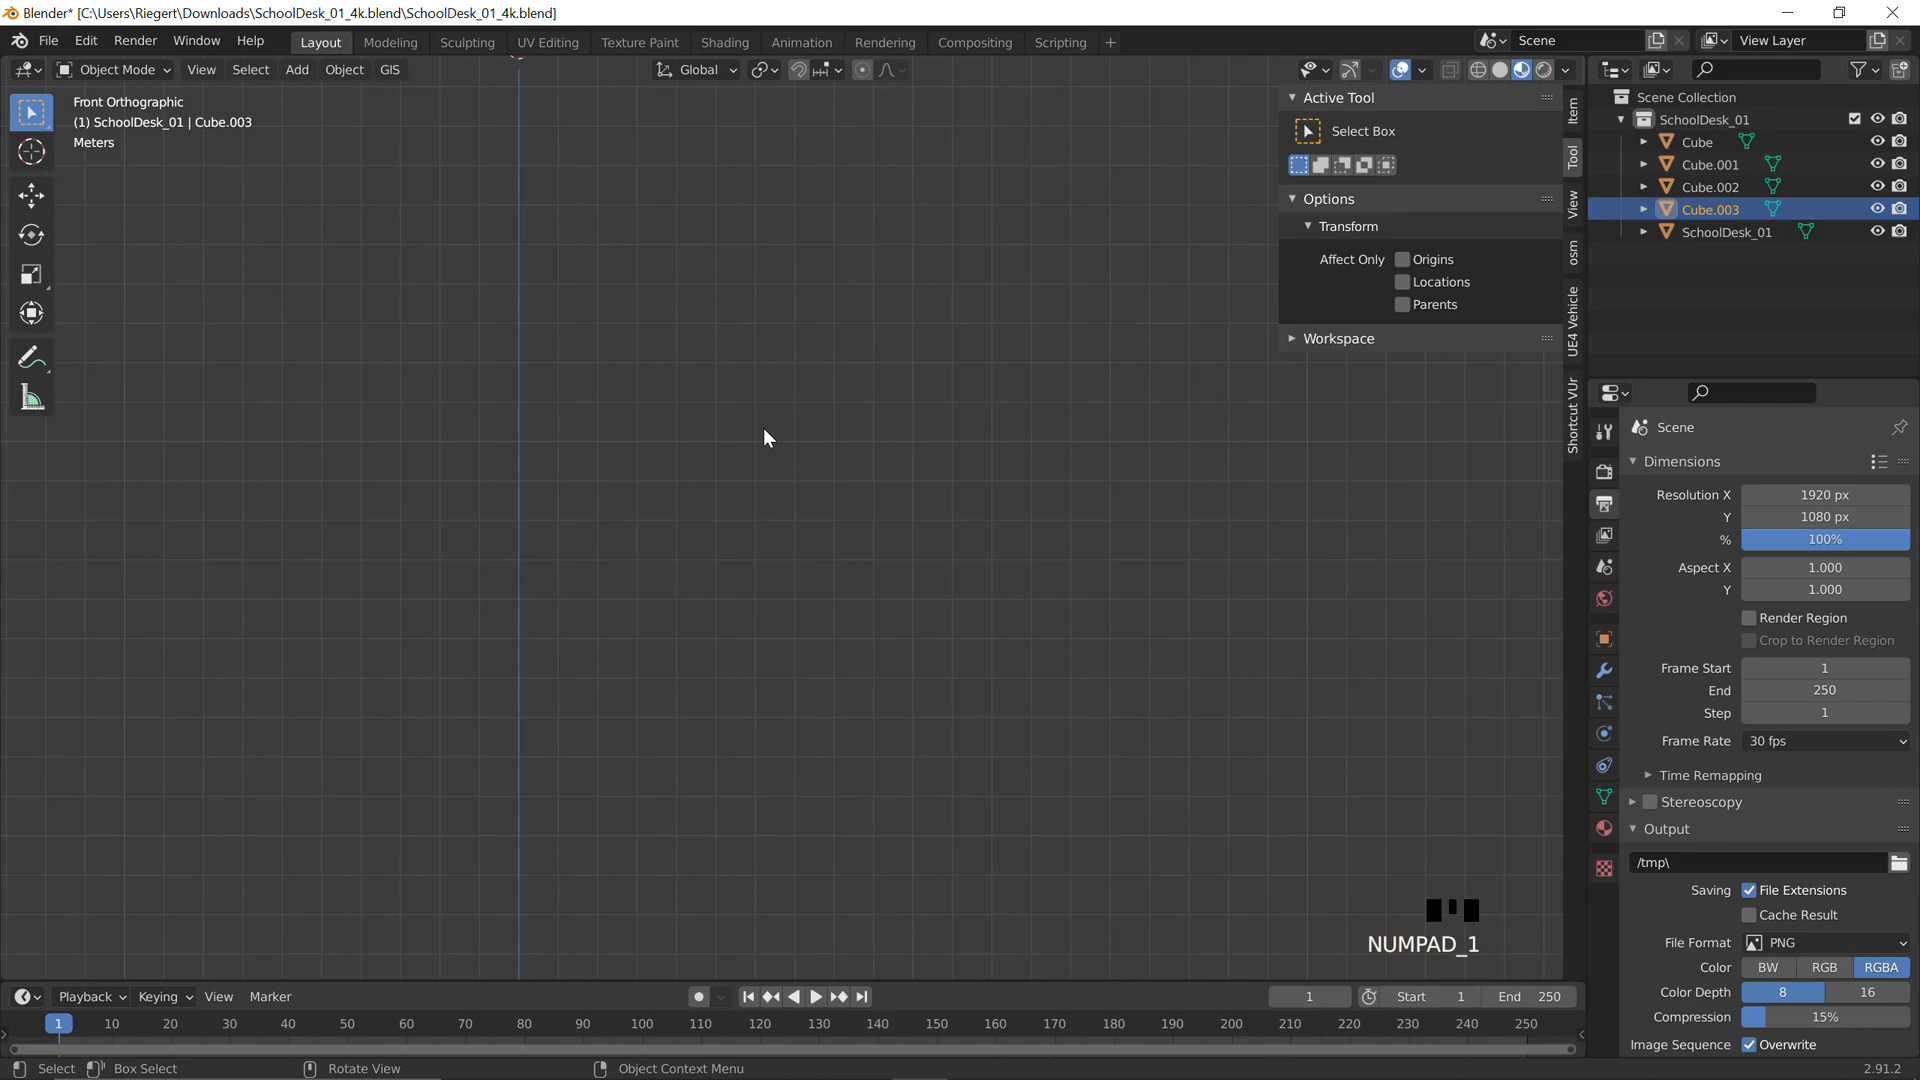 Blender* [C:\Users\Riegert\Downloads\SchoolDesk_01_4k.blend\SchoolDesk_01_4k.blend]
File Edit Render Window Help Layout Modeling Sculpting UV Editing Texture Paint Shading Animation Rendering Compositing Scripting + Scene View Layer
Object Mode View Select Add Object GIS Global
Front Orthographic
(1) SchoolDesk_01 | Cube.003
Meters
Active Tool
Select Box
Options
Transform
Affect Only Origins
Locations
Parents
Workspace
Item
Tool
View
osm
UE4 Vehicle
Shortcut VUr
Scene Collection
SchoolDesk_01
Cube
Cube.001
Cube.002
Cube.003
SchoolDesk_01
Scene
Dimensions
Resolution X 1920 px
Y 1080 px
% 100%
Aspect X 1.000
Y 1.000
Render Region
Crop to Render Region
Frame Start 1
End 250
Step 1
Frame Rate 30 fps
Time Remapping
Stereoscopy
Output
/tmp\
Saving File Extensions
Cache Result
File Format PNG
Color BW RGB RGBA
Color Depth 8 16
Compression 15%
Image Sequence Overwrite
NUMPAD_1
Playback Keying View Marker 1 Start 1 End 250
1 10 20 30 40 50 60 70 80 90 100 110 120 130 140 150 160 170 180 190 200 210 220 230 240 250
Select Box Select Rotate View Object Context Menu 2.91.2